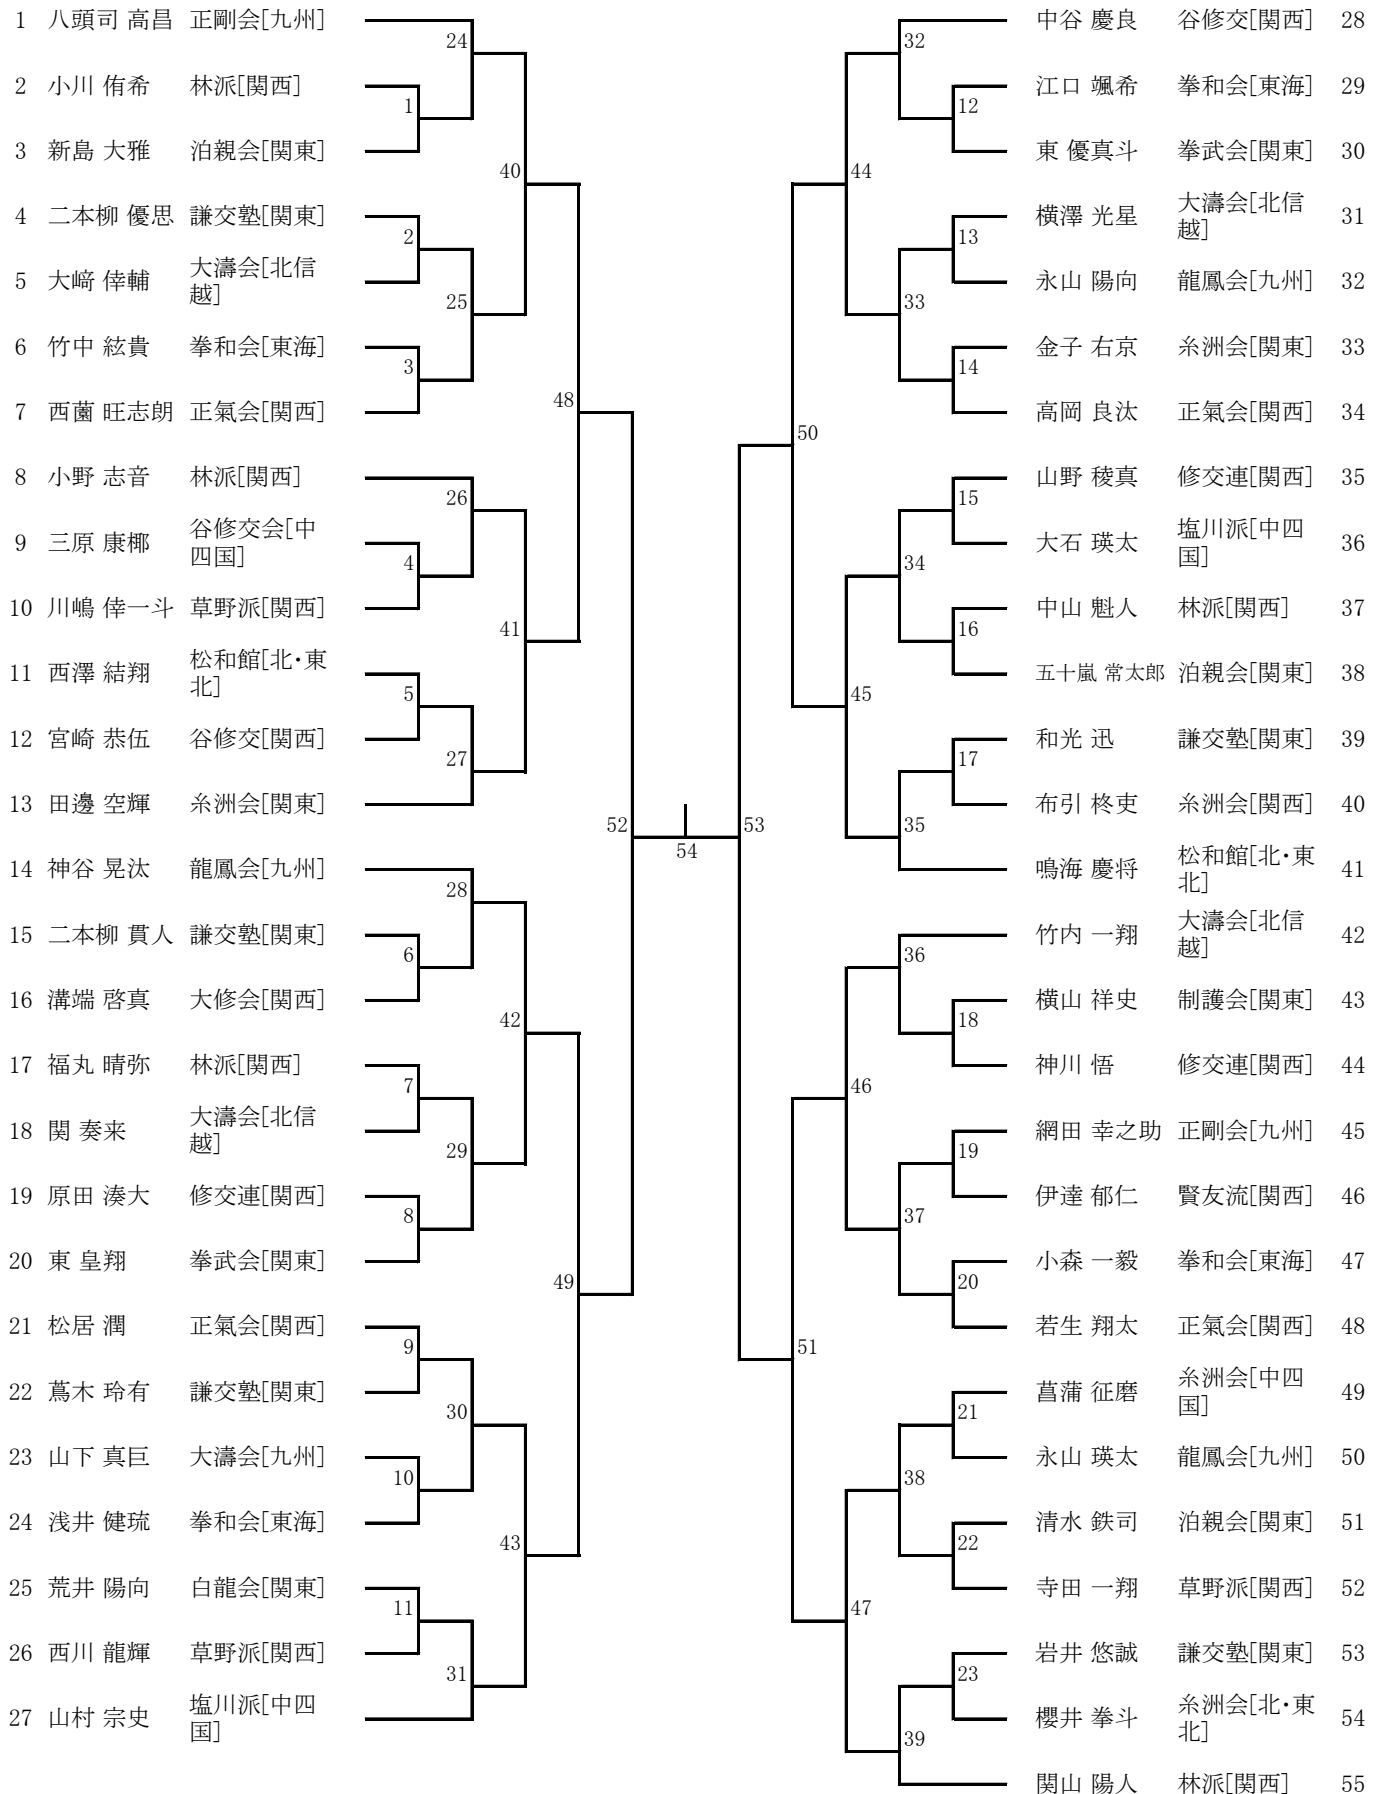 1 八頭司 高昌 正剛会[九州]
2 小川 侑希 林派[関西]
3 新島 大雅 泊親会[関東]
4 二本柳 優思 謙交塾[関東]
5 大﨑 倖輔 大濤会[北信
越]
6 竹中 絃貴 拳和会[東海]
7 西薗 旺志朗 正氣会[関西]
8 小野 志音 林派[関西]
9 三原 康椰 谷修交会[中
四国]
10 川嶋 倖一斗 草野派[関西]
11 西澤 結翔 松和館[北・東
北]
12 宮崎 恭伍 谷修交[関西]
13 田邊 空輝 糸洲会[関東]
14 神谷 晃汰 龍鳳会[九州]
15 二本柳 貫人 謙交塾[関東]
16 溝端 啓真 大修会[関西]
17 福丸 晴弥 林派[関西]
18 関 奏来 大濤会[北信
越]
19 原田 湊大 修交連[関西]
20 東 皇翔 拳武会[関東]
21 松居 潤 正氣会[関西]
22 蔦木 玲有 謙交塾[関東]
23 山下 真巨 大濤会[九州]
24 浅井 健琉 拳和会[東海]
25 荒井 陽向 白龍会[関東]
26 西川 龍輝 草野派[関西]
27 山村 宗史 塩川派[中四
国]
24
1
40
2
25
3
48
26
4
41
5
27
52
28
6
42
7
29
8
49
9
30
10
43
11
31
54
53
32
12
44
13
33
14
50
15
34
16
45
17
35
36
18
46
19
37
20
51
21
38
22
47
23
39
中谷 慶良 谷修交[関西] 28
江口 颯希 拳和会[東海] 29
東 優真斗 拳武会[関東] 30
横澤 光星 大濤会[北信
越] 31
永山 陽向 龍鳳会[九州] 32
金子 右京 糸洲会[関東] 33
高岡 良汰 正氣会[関西] 34
山野 稜真 修交連[関西] 35
大石 瑛太 塩川派[中四
国] 36
中山 魁人 林派[関西] 37
五十嵐 常太郎 泊親会[関東] 38
和光 迅 謙交塾[関東] 39
布引 柊吏 糸洲会[関西] 40
鳴海 慶将 松和館[北・東
北] 41
竹内 一翔 大濤会[北信
越] 42
横山 祥史 制護会[関東] 43
神川 悟 修交連[関西] 44
網田 幸之助 正剛会[九州] 45
伊達 郁仁 賢友流[関西] 46
小森 一毅 拳和会[東海] 47
若生 翔太 正氣会[関西] 48
菖蒲 征磨 糸洲会[中四
国] 49
永山 瑛太 龍鳳会[九州] 50
清水 鉄司 泊親会[関東] 51
寺田 一翔 草野派[関西] 52
岩井 悠誠 謙交塾[関東] 53
櫻井 拳斗 糸洲会[北・東
北] 54
関山 陽人 林派[関西] 55